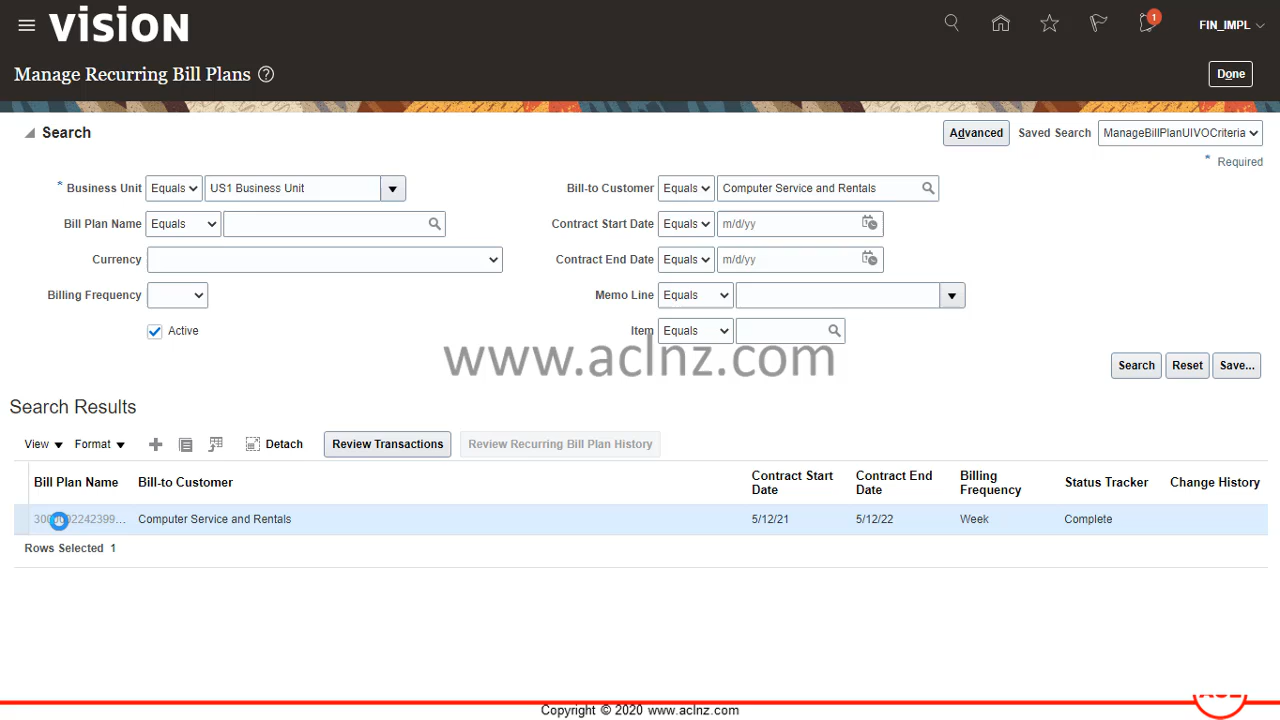 vision
1
FIN_IMPL
Manage Recurring Bill Plans ?
Done
Search
Advanced Saved Search ManageBillPlanUIVOCriteria
* Required
* Business Unit Equals US1 Business Unit
Bill-to Customer Equals Computer Service and Rentals
Bill Plan Name Equals
Contract Start Date Equals m/d/yy
Currency
Contract End Date Equals m/d/yy
Billing Frequency
Memo Line Equals
Active
Item Equals
www.aclnz.com
Search Reset Save...
Search Results
View Format Detach Review Transactions Review Recurring Bill Plan History
Bill Plan Name Bill-to Customer Contract Start Date Contract End Date Billing Frequency Status Tracker Change History
Computer Service and Rentals 5/12/21 5/12/22 Week Complete
Rows Selected 1
Copyright © 2020 www.aclnz.com